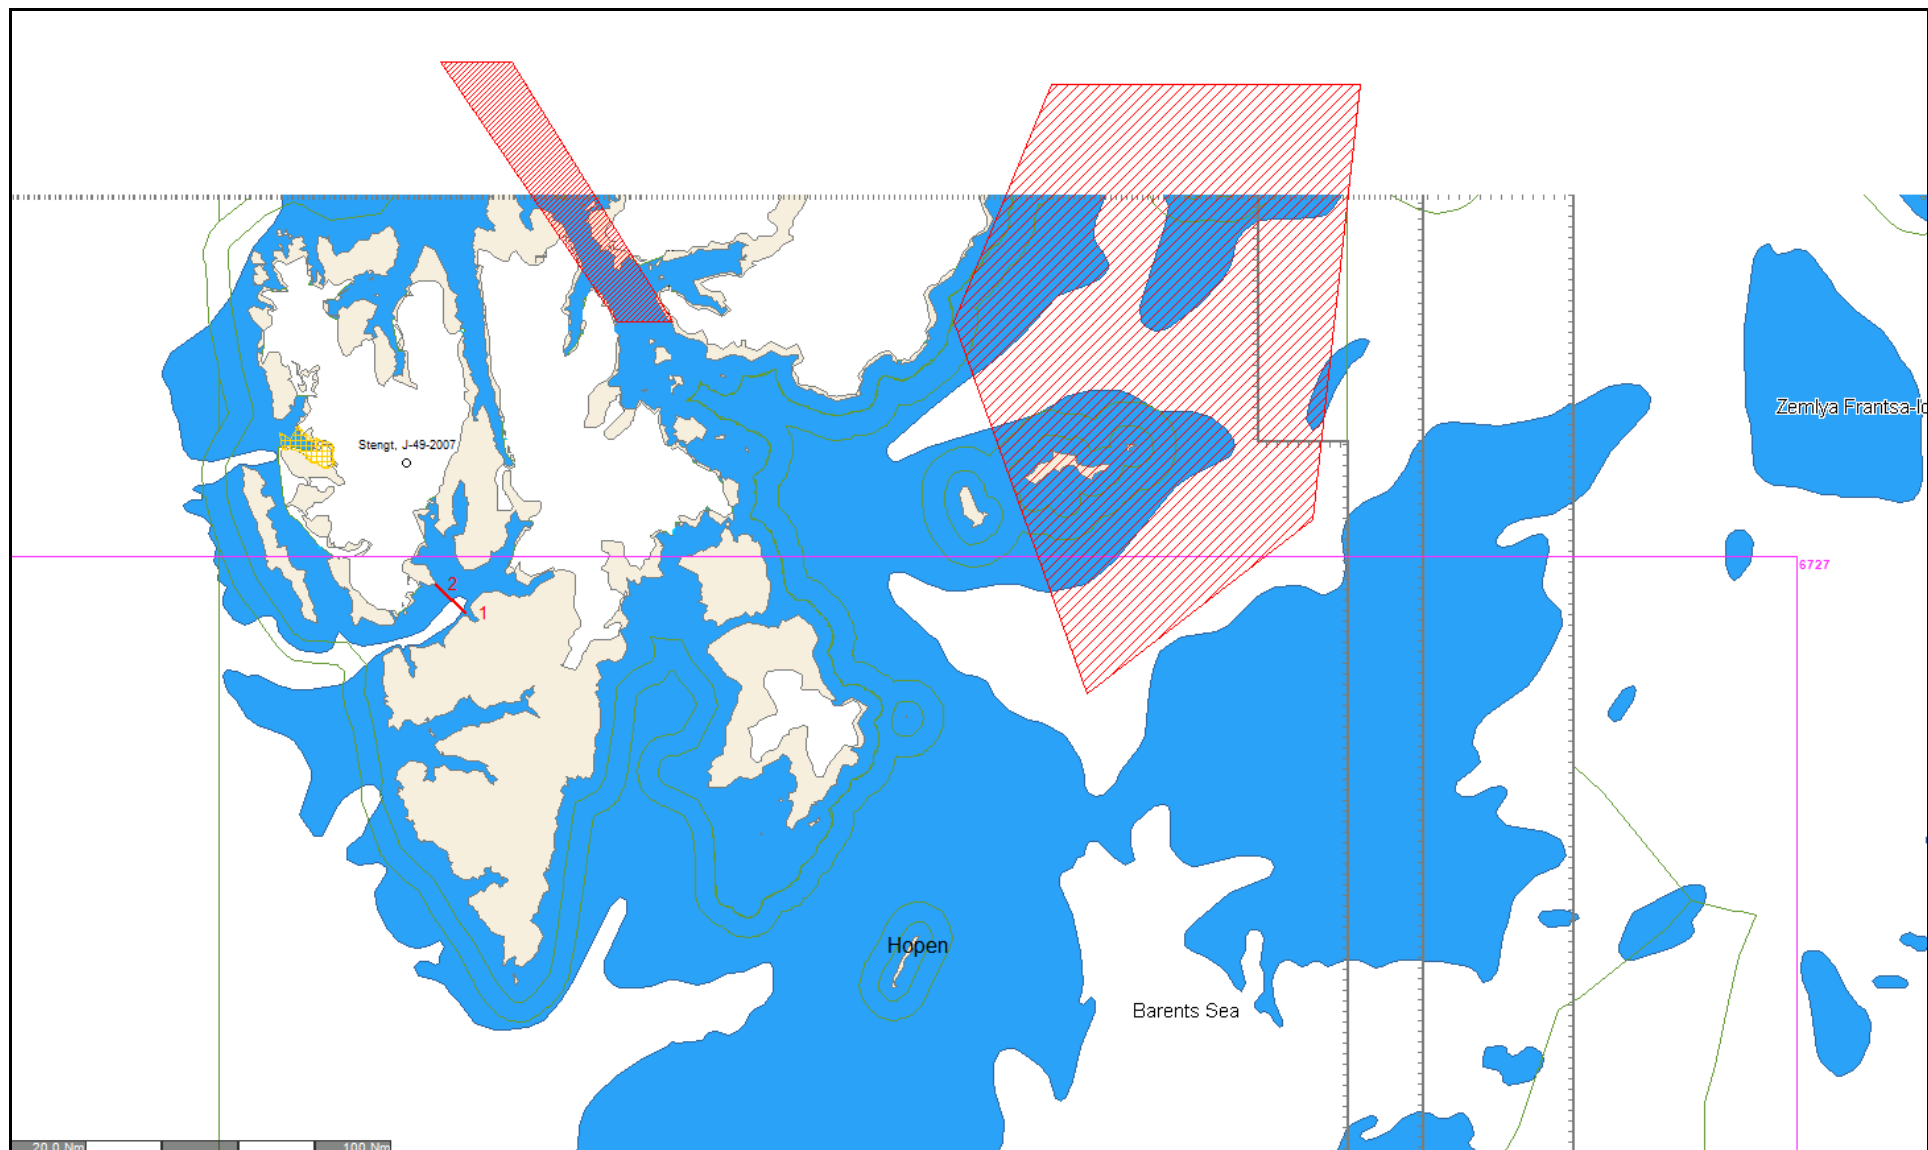 Zemlya Frantsa-Io
Stengt, J-49-2007
6727
2
1
Hopen
Barents Sea
20.0 Nm
100 Nm